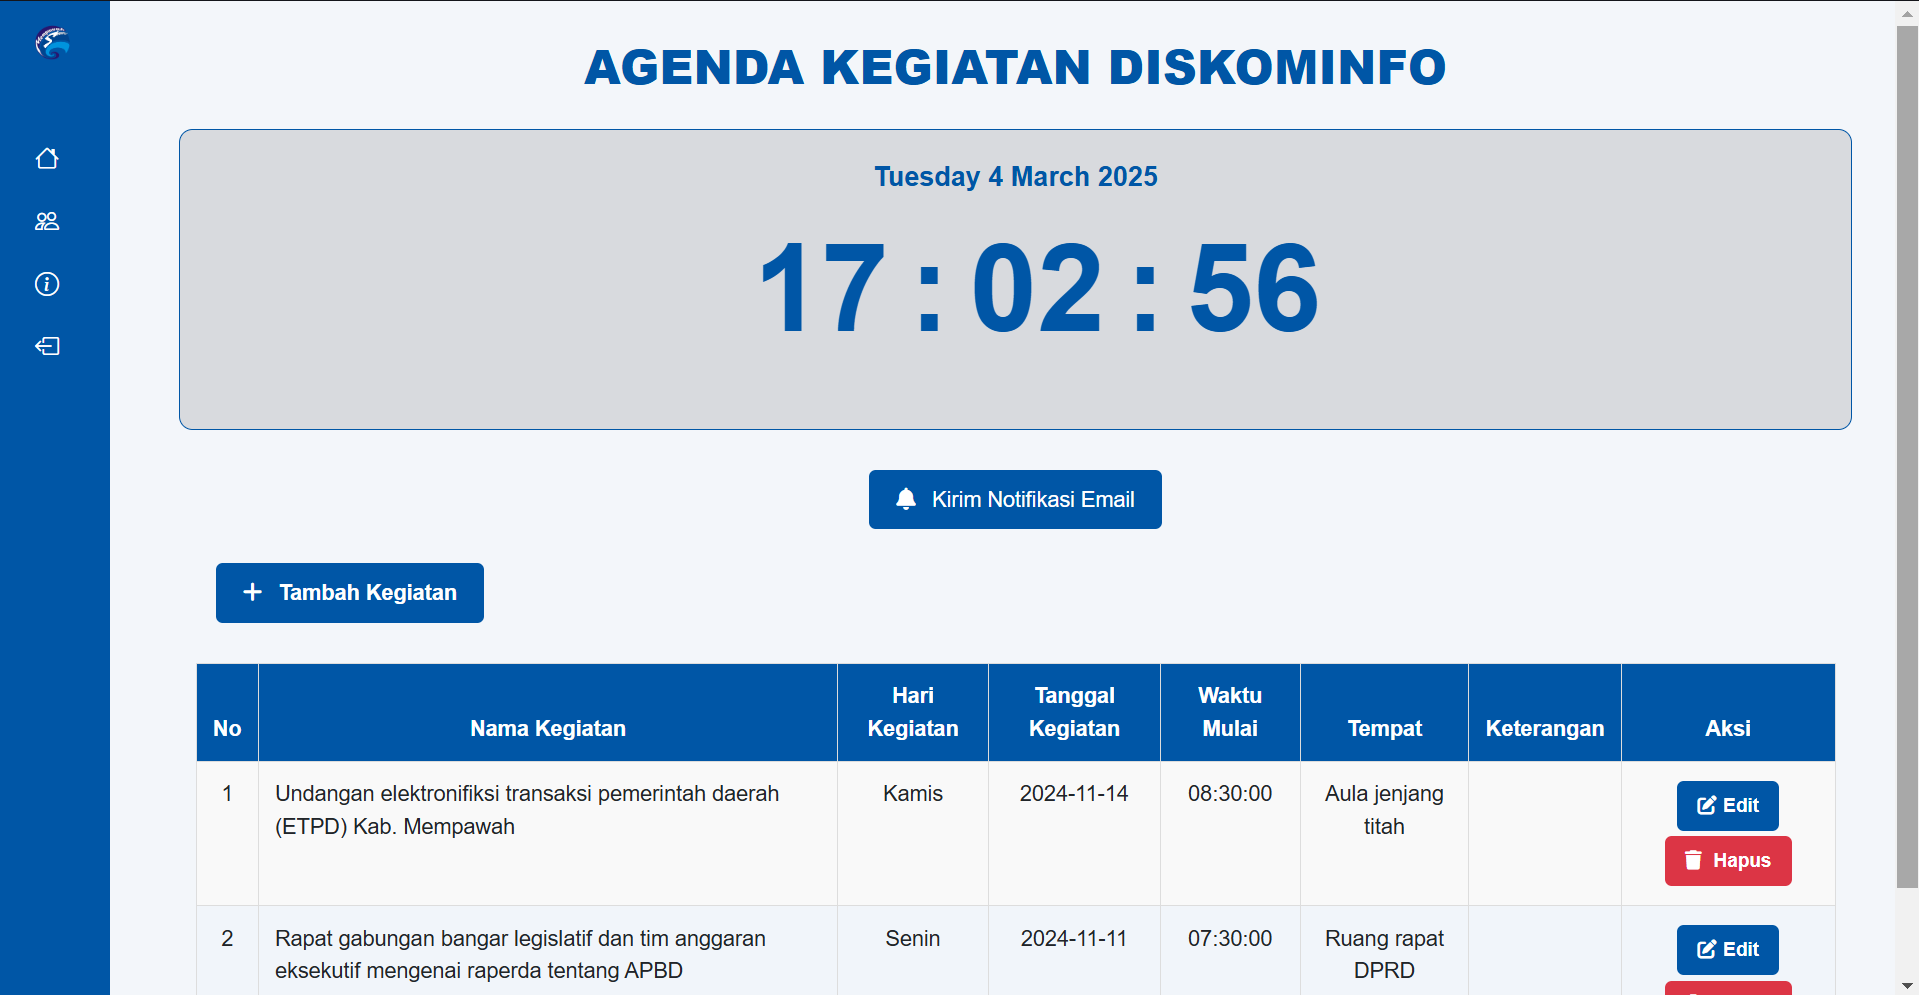 AGENDA KEGIATAN DISKOMINFO
Tuesday 4 March 2025
17 : 02 : 56
Kirim Notifikasi Email
+ Tambah Kegiatan
No
Nama Kegiatan
Hari
Kegiatan
Tanggal
Kegiatan
Waktu
Mulai
Tempat
Keterangan
Aksi
1
Undangan elektronifiksi transaksi pemerintah daerah
(ETPD) Kab. Mempawah
Kamis
2024-11-14
08:30:00
Aula jenjang
titah
Edit
Hapus
2
Rapat gabungan bangar legislatif dan tim anggaran
eksekutif mengenai raperda tentang APBD
Senin
2024-11-11
07:30:00
Ruang rapat
DPRD
Edit